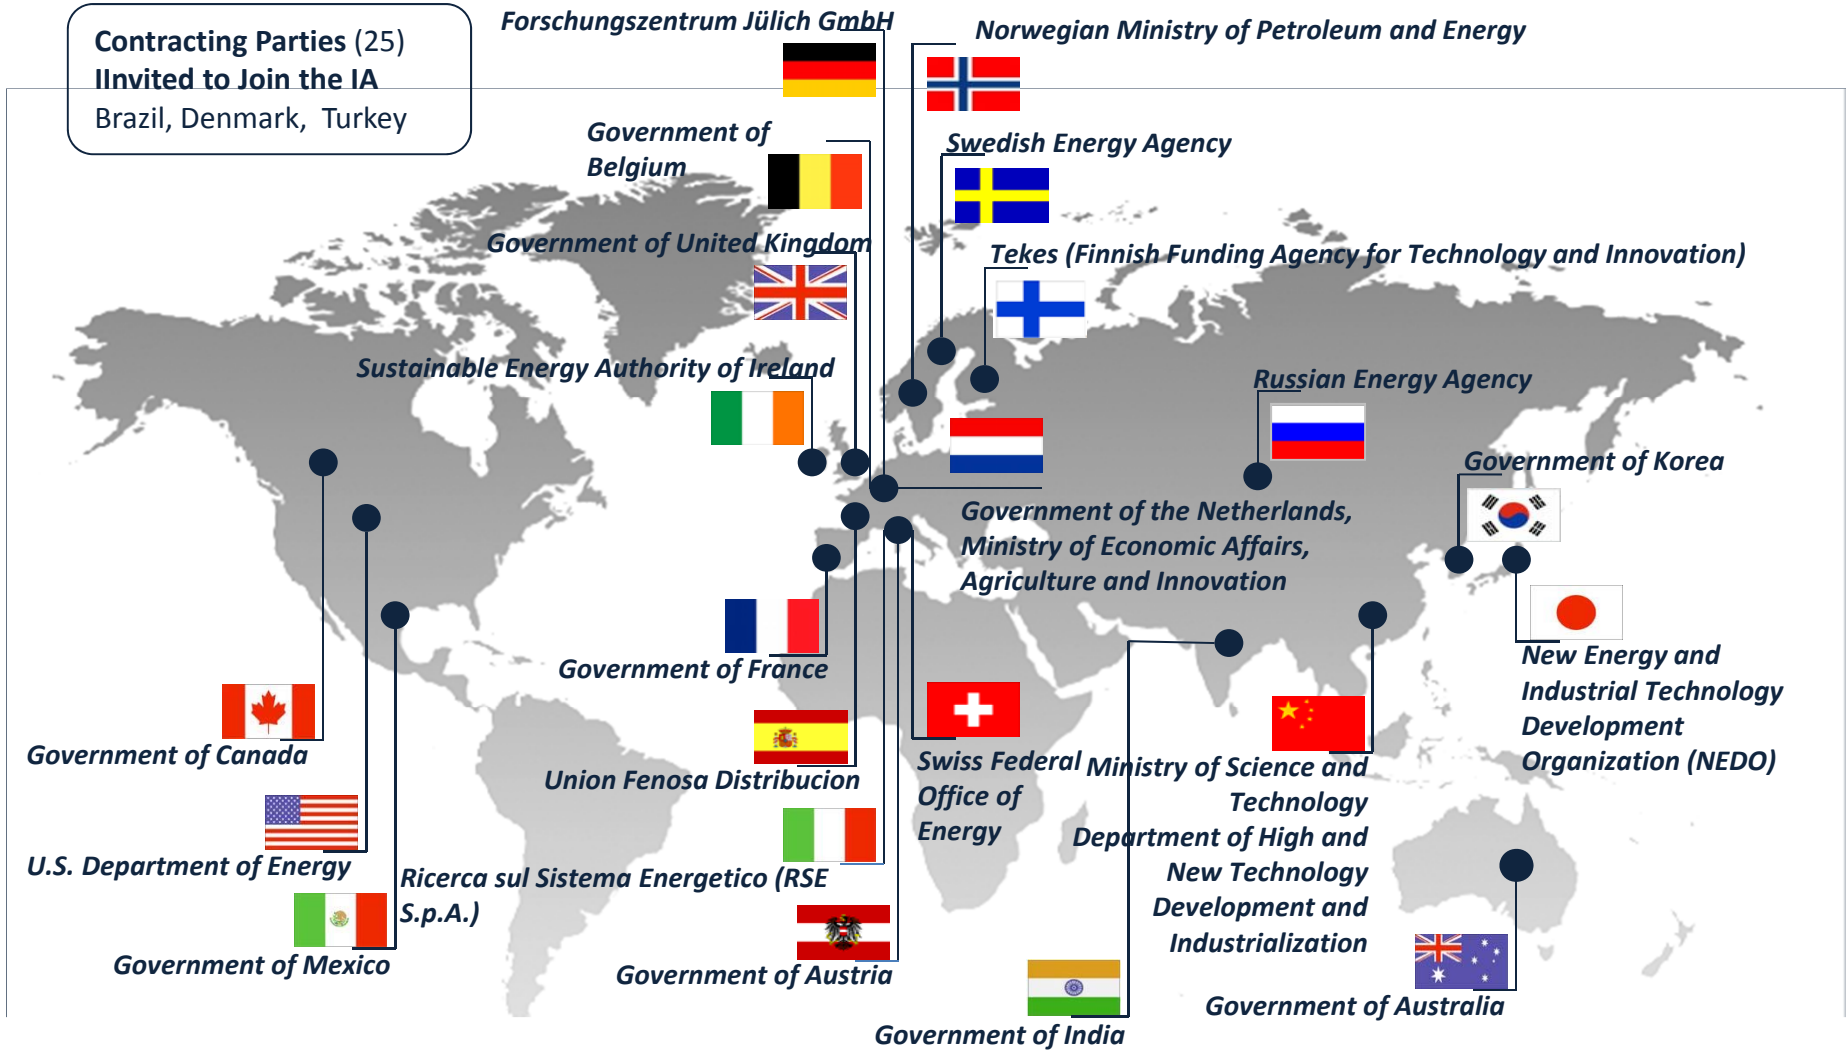 Contracting Parties (25)
IInvited to Join the IA
Brazil, Denmark, Turkey
Forschungszentrum Jülich GmbH
Norwegian Ministry of Petroleum and Energy
Government of
Belgium
Swedish Energy Agency
Government of United Kingdom
Tekes (Finnish Funding Agency for Technology and Innovation)
Sustainable Energy Authority of Ireland
Russian Energy Agency
Government of Korea
Government of the Netherlands,
Ministry of Economic Affairs,
Agriculture and Innovation
Government of France
New Energy and
Industrial Technology
Development
Organization (NEDO)
Government of Canada
Union Fenosa Distribucion
Swiss Federal
Office of
Energy
Ministry of Science and
Technology
Department of High and
New Technology
Development and
Industrialization
U.S. Department of Energy
Ricerca sul Sistema Energetico (RSE
S.p.A.)
Government of Mexico
Government of Austria
Government of Australia
Government of India